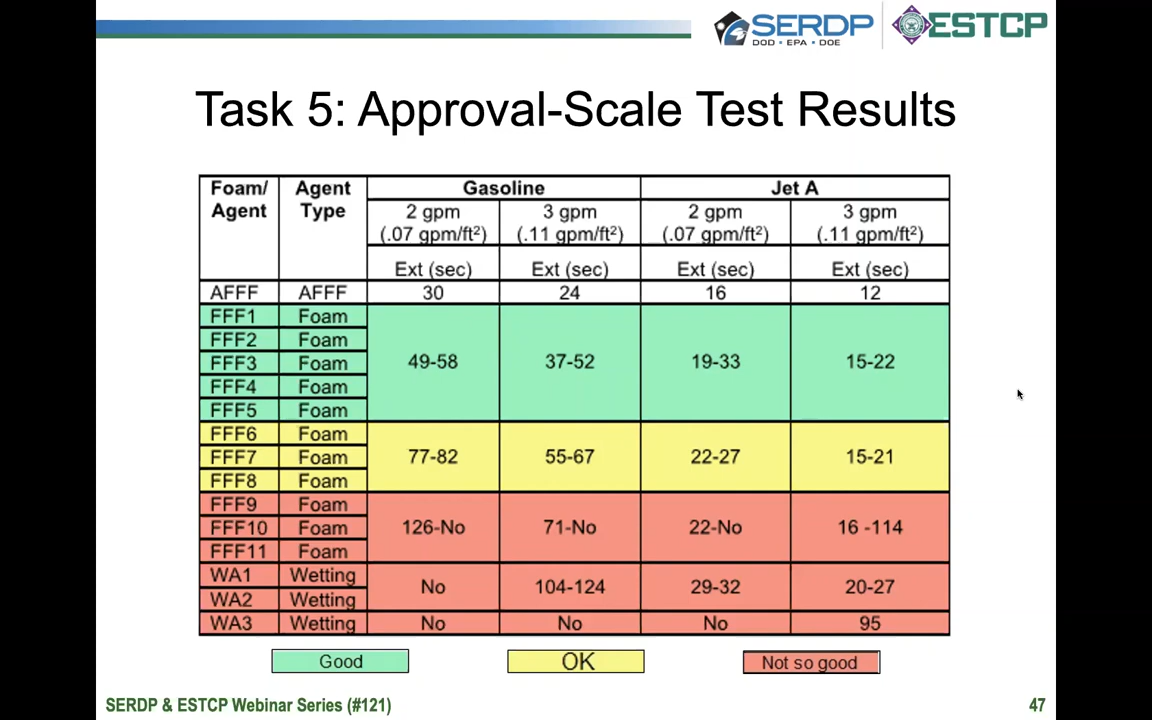 SERDP
DOD • EPA • DOE
ESTCP
Task 5: Approval-Scale Test Results
Foam/ Agent | Agent Type | Gasoline | Jet A
2 gpm (.07 gpm/ft²) | 3 gpm (.11 gpm/ft²) | 2 gpm (.07 gpm/ft²) | 3 gpm (.11 gpm/ft²)
Ext (sec) | Ext (sec) | Ext (sec) | Ext (sec)
AFFF | AFFF | 30 | 24 | 16 | 12
FFF1 | Foam
FFF2 | Foam
FFF3 | Foam | 49-58 | 37-52 | 19-33 | 15-22
FFF4 | Foam
FFF5 | Foam
FFF6 | Foam
FFF7 | Foam | 77-82 | 55-67 | 22-27 | 15-21
FFF8 | Foam
FFF9 | Foam
FFF10 | Foam | 126-No | 71-No | 22-No | 16 -114
FFF11 | Foam
WA1 | Wetting | No | 104-124 | 29-32 | 20-27
WA2 | Wetting
WA3 | Wetting | No | No | No | 95
Good
OK
Not so good
SERDP & ESTCP Webinar Series (#121)
47